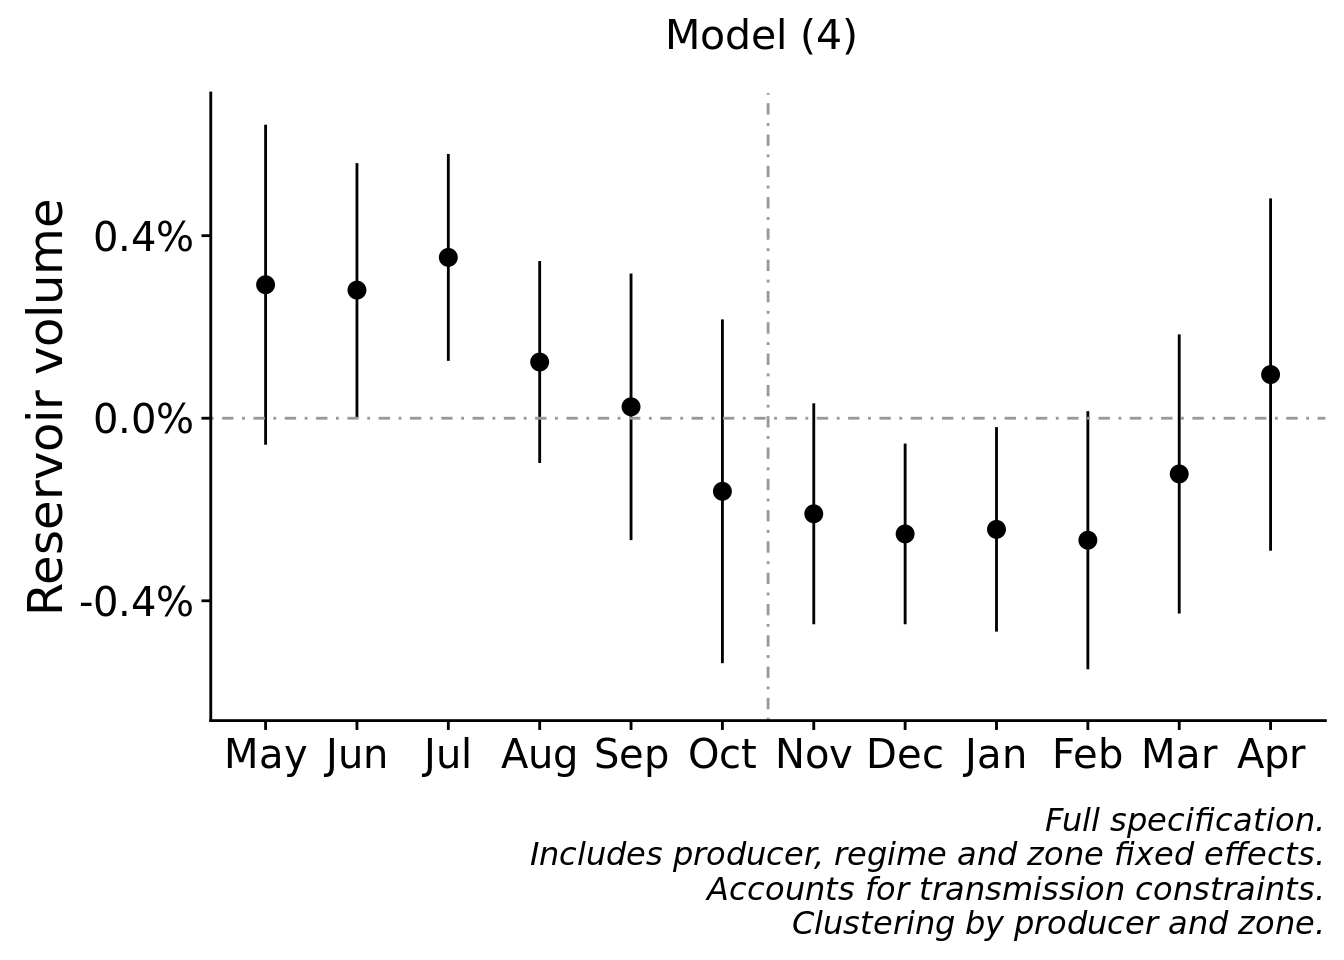 Model (4)
Reservoir volume
0.4%
0.0%
-0.4%
May Jun Jul Aug Sep Oct Nov Dec Jan Feb Mar Apr
Full specification.
Includes producer, regime and zone fixed effects.
Accounts for transmission constraints.
Clustering by producer and zone.